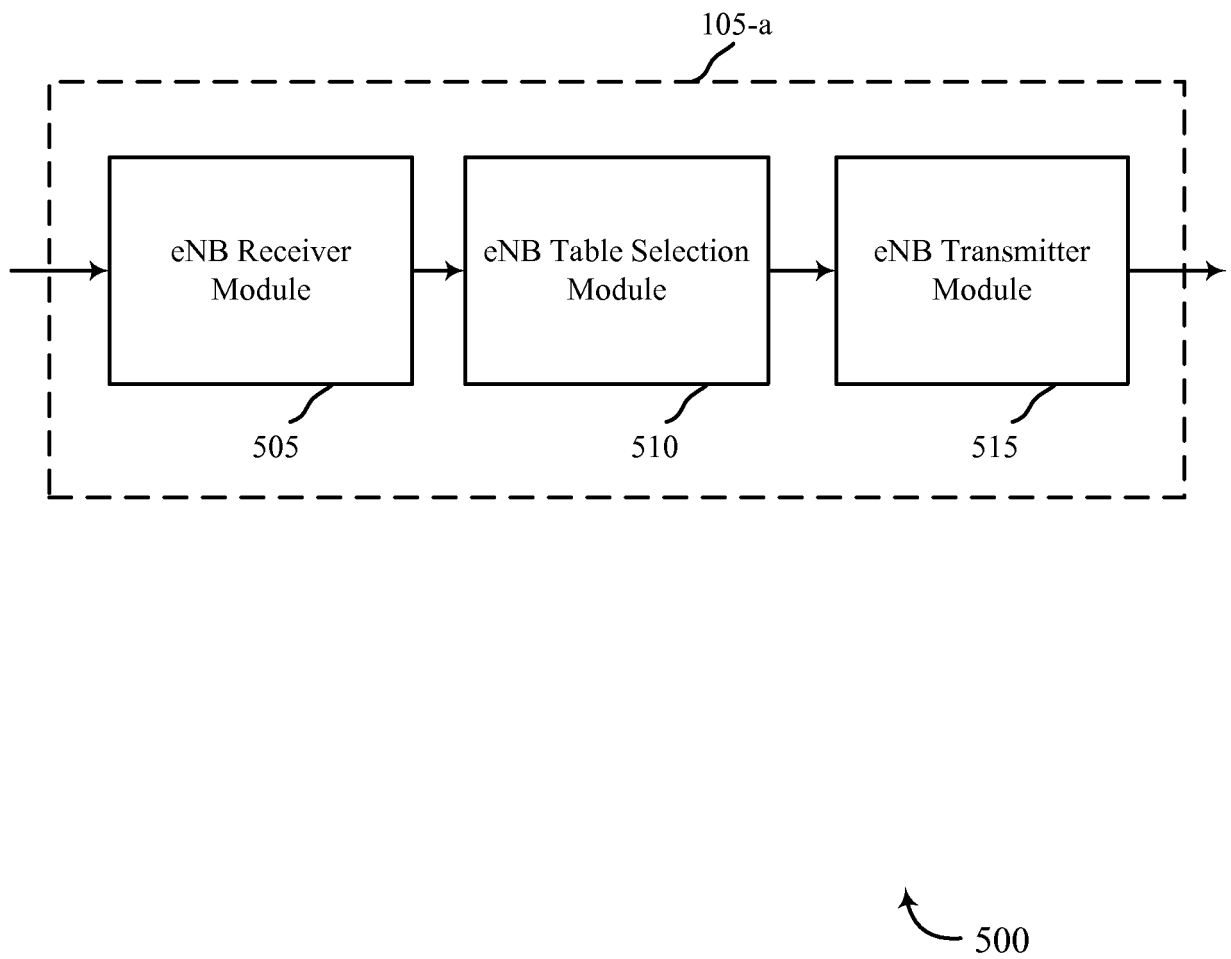 105-a
eNB Receiver
Module
eNB Table Selection
Module
eNB Transmitter
Module
505
510
515
500